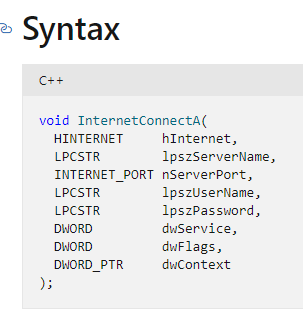 Syntax
C++
void InternetConnectA(
  HINTERNET     hInternet,
  LPCSTR        lpszServerName,
  INTERNET_PORT nServerPort,
  LPCSTR        lpszUserName,
  LPCSTR        lpszPassword,
  DWORD         dwService,
  DWORD         dwFlags,
  DWORD_PTR     dwContext
);